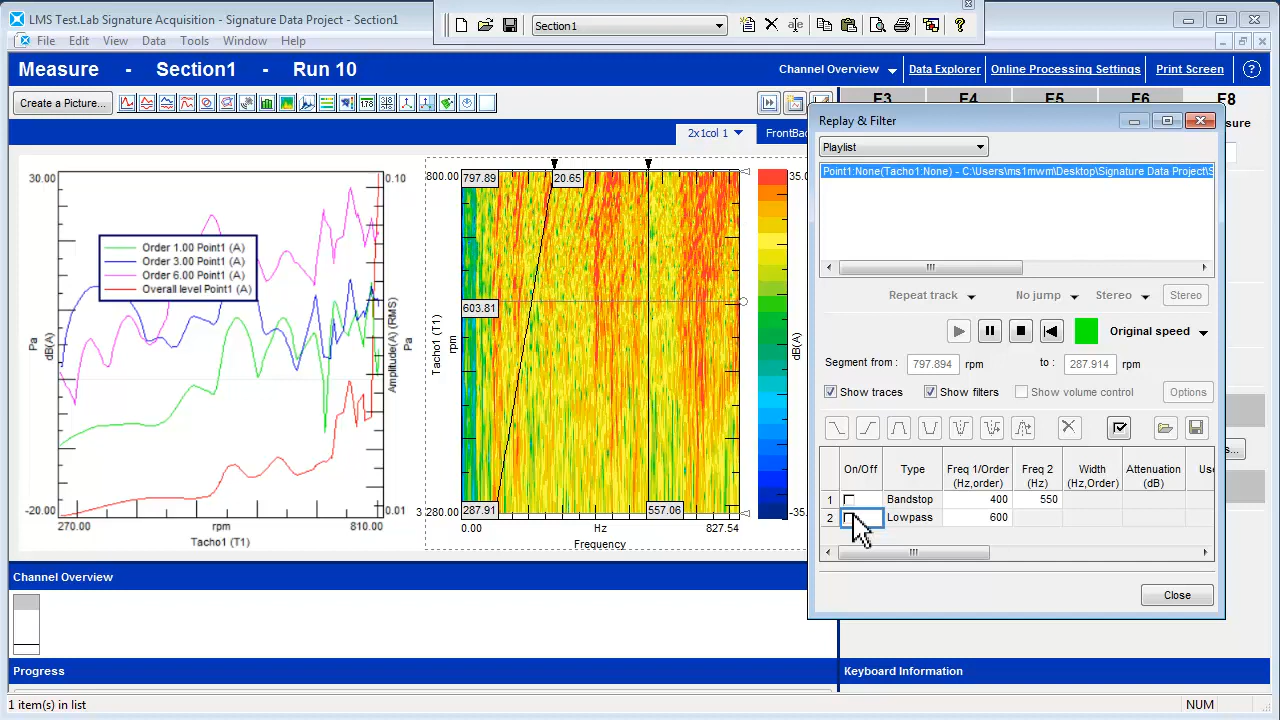 LMS Test.Lab Signature Acquisition - Signature Data Project - Section1
Section1
File Edit View Data Tools Window Help
Measure - Section1 - Run 10
Channel Overview Data Explorer Online Processing Settings Print Screen
Create a Picture...
2x1col 1 FrontBac
30.00
-20.00
Pa
dB(A)
Order 1.00 Point1 (A)
Order 3.00 Point1 (A)
Order 6.00 Point1 (A)
Overall level Point1 (A)
0.10
0.01
Amplitude(A) (RMS)
Pa
270.00 rpm 810.00
Tacho1 (T1)
800.00 797.89 20.65
603.81
Tacho1 (T1)
rpm
280.00 287.91 557.06
0.00 Hz 827.54
Frequency
dB(A)
Replay & Filter
Playlist
Point1:None(Tacho1:None) - C:\Users\ms1mwm\Desktop\Signature Data Project\S
Repeat track No jump Stereo Stereo
Original speed
Segment from : 797.894 rpm to : 287.914 rpm
Show traces Show filters Show volume control Options
On/Off Type Freq 1/Order (Hz,order) Freq 2 (Hz) Width (Hz,Order) Attenuation (dB)
1 Bandstop 400 550
2 Lowpass 600
Close
Channel Overview
Progress
Keyboard Information
1 item(s) in list
NUM